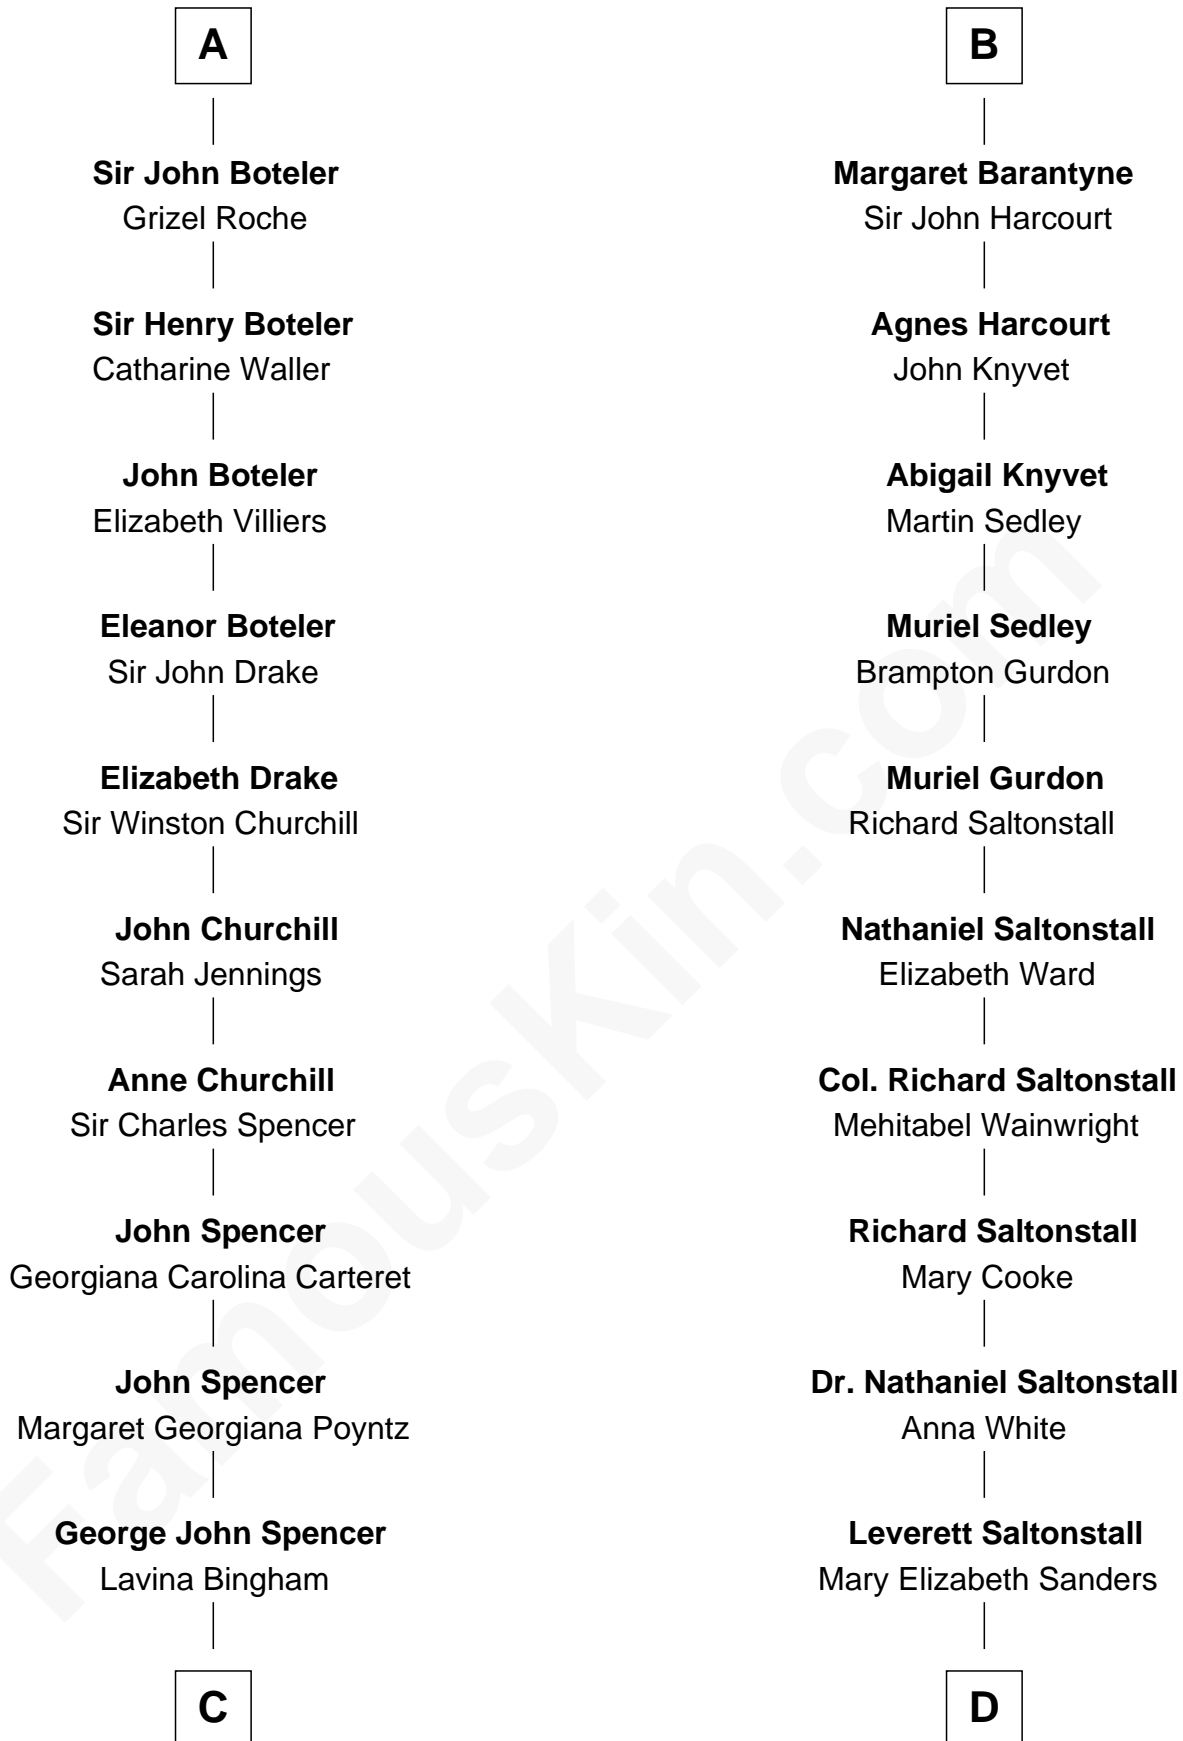 A
Sir John Boteler
Grizel Roche
Sir Henry Boteler
Catharine Waller
John Boteler
Elizabeth Villiers
Eleanor Boteler
Sir John Drake
Elizabeth Drake
Sir Winston Churchill
John Churchill
Sarah Jennings
Anne Churchill
Sir Charles Spencer
John Spencer
Georgiana Carolina Carteret
John Spencer
Margaret Georgiana Poyntz
George John Spencer
Lavina Bingham
C
B
Margaret Barantyne
Sir John Harcourt
Agnes Harcourt
John Knyvet
Abigail Knyvet
Martin Sedley
Muriel Sedley
Brampton Gurdon
Muriel Gurdon
Richard Saltonstall
Nathaniel Saltonstall
Elizabeth Ward
Col. Richard Saltonstall
Mehitabel Wainwright
Richard Saltonstall
Mary Cooke
Dr. Nathaniel Saltonstall
Anna White
Leverett Saltonstall
Mary Elizabeth Sanders
D
FamousKin.com